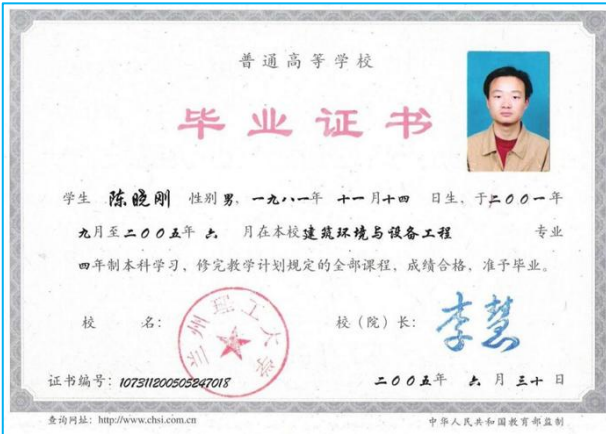 普通高等学校
毕业证书
学生 陈晓刚 性别 男，一九八一年 十一月十四 日生，于二00一年
九月至二00五年 六 月在本校建筑环境与设备工程 专业
四年制本科学习，修完教学计划规定的全部课程，成绩合格，准予毕业。
校 名：
兰州理工大学
校（院）长：
李慧
证书编号：107311200505247018
二00五年 六 月 三十 日
查询网址：http://www.chsi.com.cn
中华人民共和国教育部监制